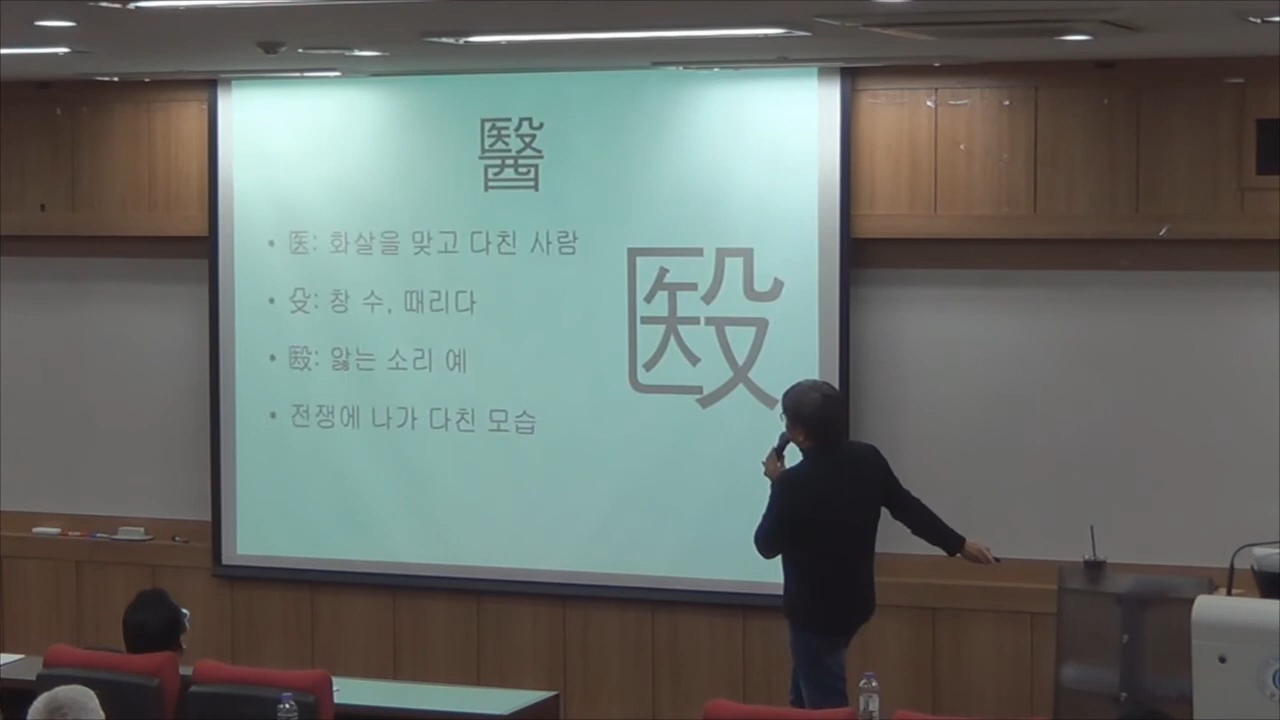 醫
• 医: 화살을 맞고 다친 사람
• 殳: 창 수, 때리다
• 殹: 앓는 소리 예
• 전쟁에 나가 다친 모습
殹